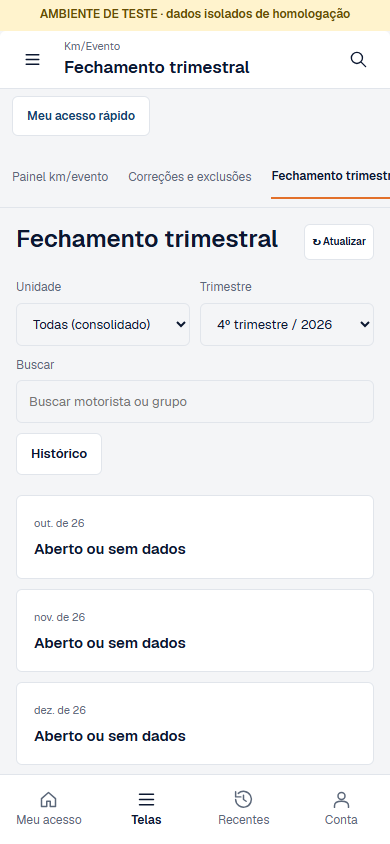 AMBIENTE DE TESTE · dados isolados de homologação
Km/Evento
Fechamento trimestral
Meu acesso rápido
Painel km/evento
Correções e exclusões
Fechamento trimestr
Fechamento trimestral
↻ Atualizar
Unidade
Trimestre
Todas (consolidado)
4º trimestre / 2026
Buscar
Buscar motorista ou grupo
Histórico
out. de 26
Aberto ou sem dados
nov. de 26
Aberto ou sem dados
dez. de 26
Aberto ou sem dados
Meu acesso
Telas
Recentes
Conta